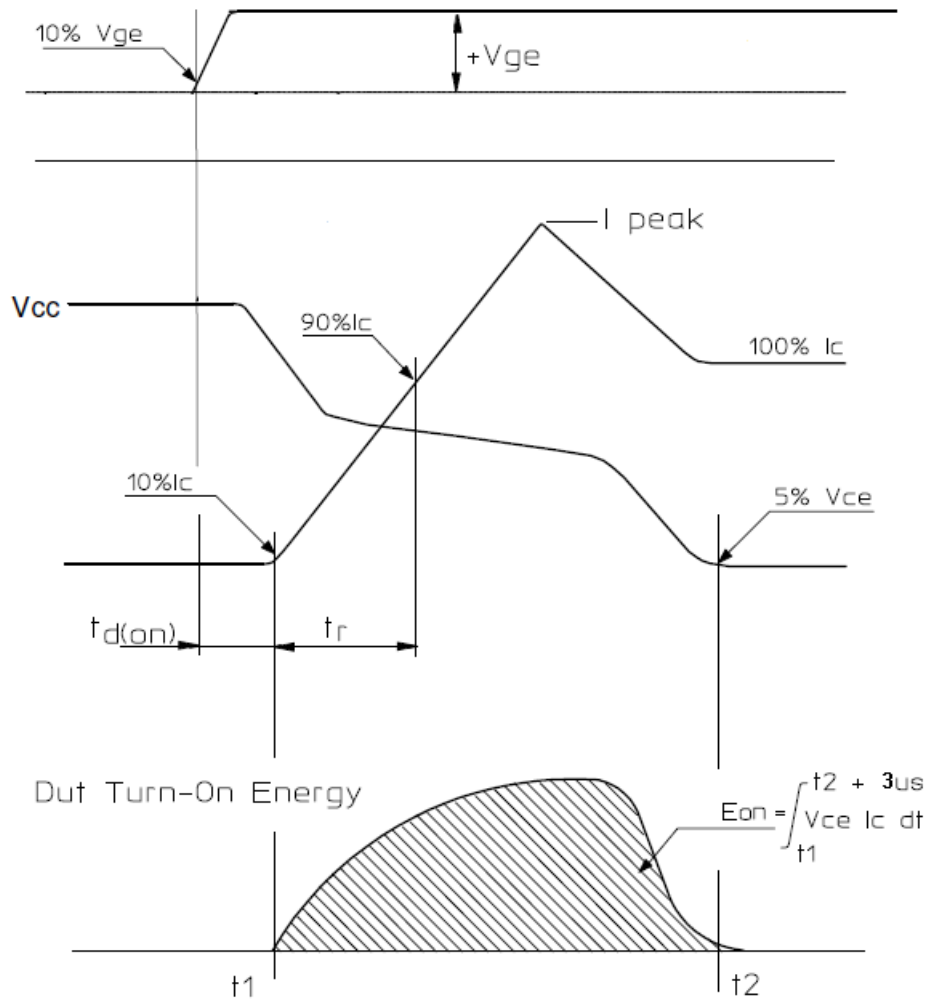 10% Vge
+Vge
I peak
Vcc
90%Ic
100% Ic
10%Ic
5% Vce
td(on)
tr
Dut Turn-On Energy
t2 + 3us
Eon = ∫ Vce Ic dt
t1
t1
t2